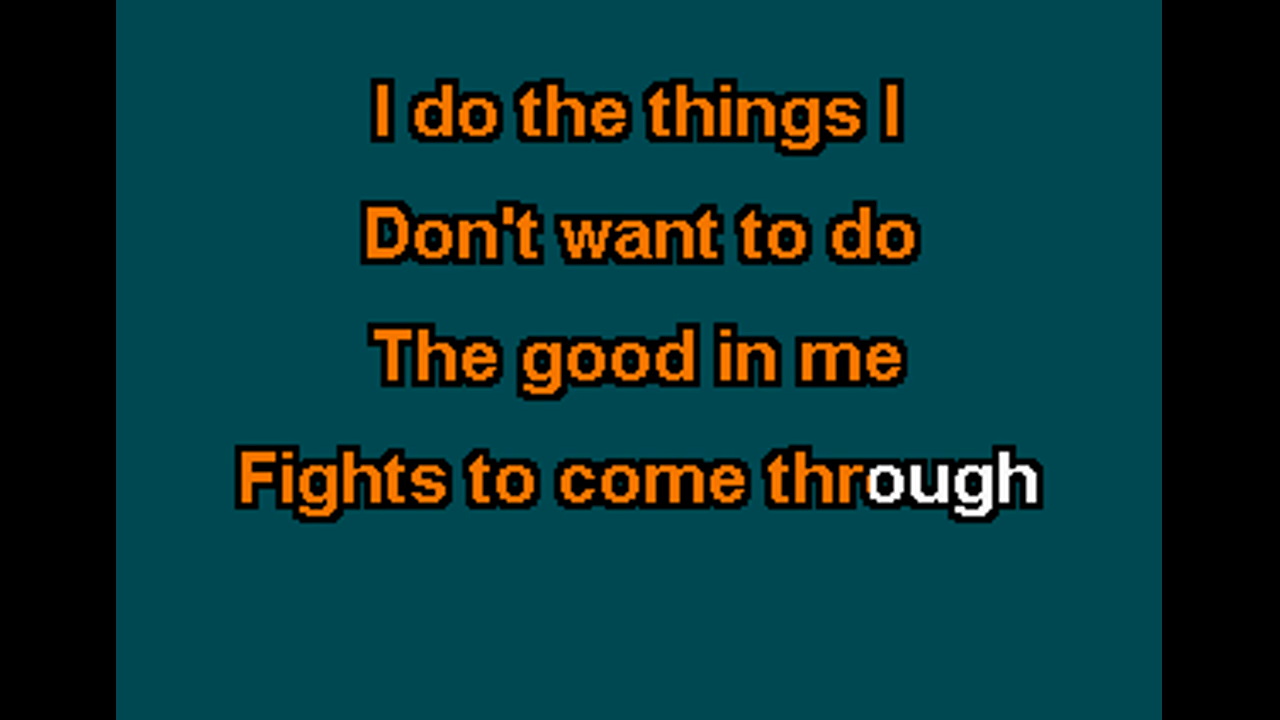 I do the things I
Don't want to do
The good in me
Fights to come through